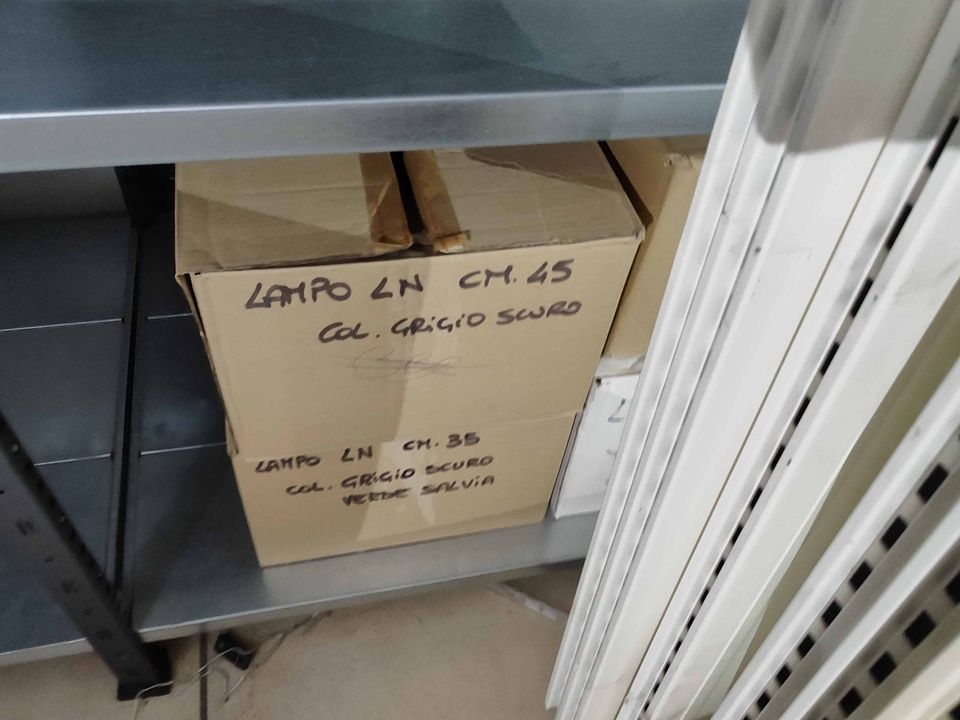 LAMPO LN CM. 45
COL. GRIGIO SCURO
LAMPO LN CM. 35
COL. GRIGIO SCURO
VERDE SALVIA